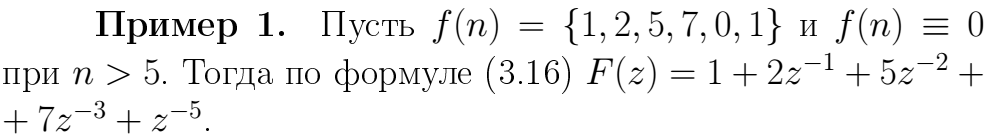 Пример 1. Пусть f(n) = {1, 2, 5, 7, 0, 1} и f(n) ≡ 0
при n > 5. Тогда по формуле (3.16) F(z) = 1 + 2z⁻¹ + 5z⁻² +
+ 7z⁻³ + z⁻⁵.